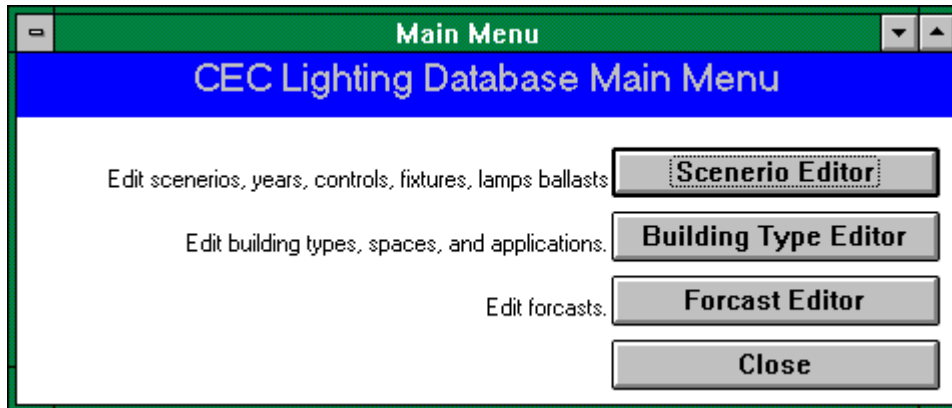 Main Menu
CEC Lighting Database Main Menu
Edit scenerios, years, controls, fixtures, lamps ballasts
Scenerio Editor
Edit building types, spaces, and applications.
Building Type Editor
Edit forcasts.
Forcast Editor
Close